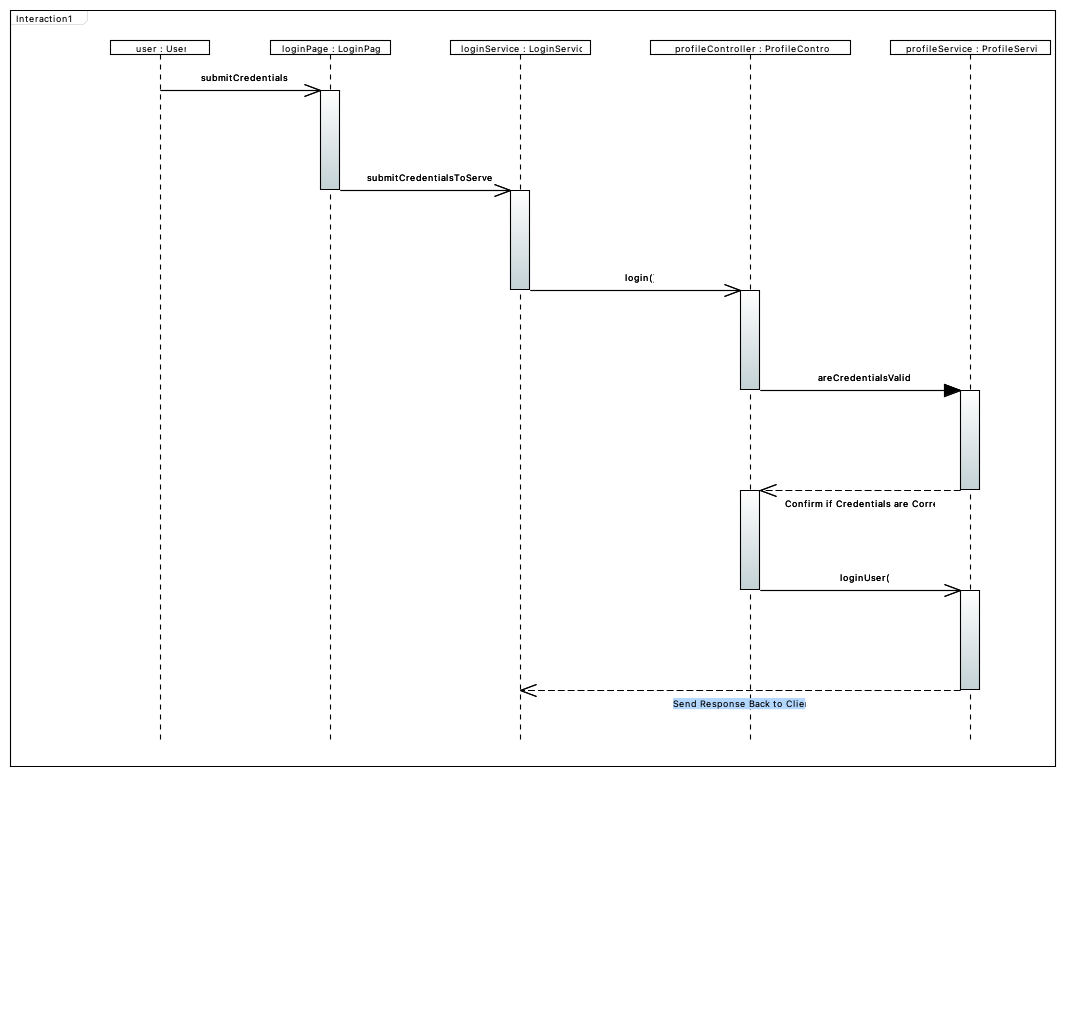 Interaction1
user : User
loginPage : LoginPag
loginService : LoginServic
profileController : ProfileContro
profileService : ProfileServi
submitCredentials
submitCredentialsToServe
login(
areCredentialsValid
Confirm if Credentials are Corre
loginUser(
Send Response Back to Clie